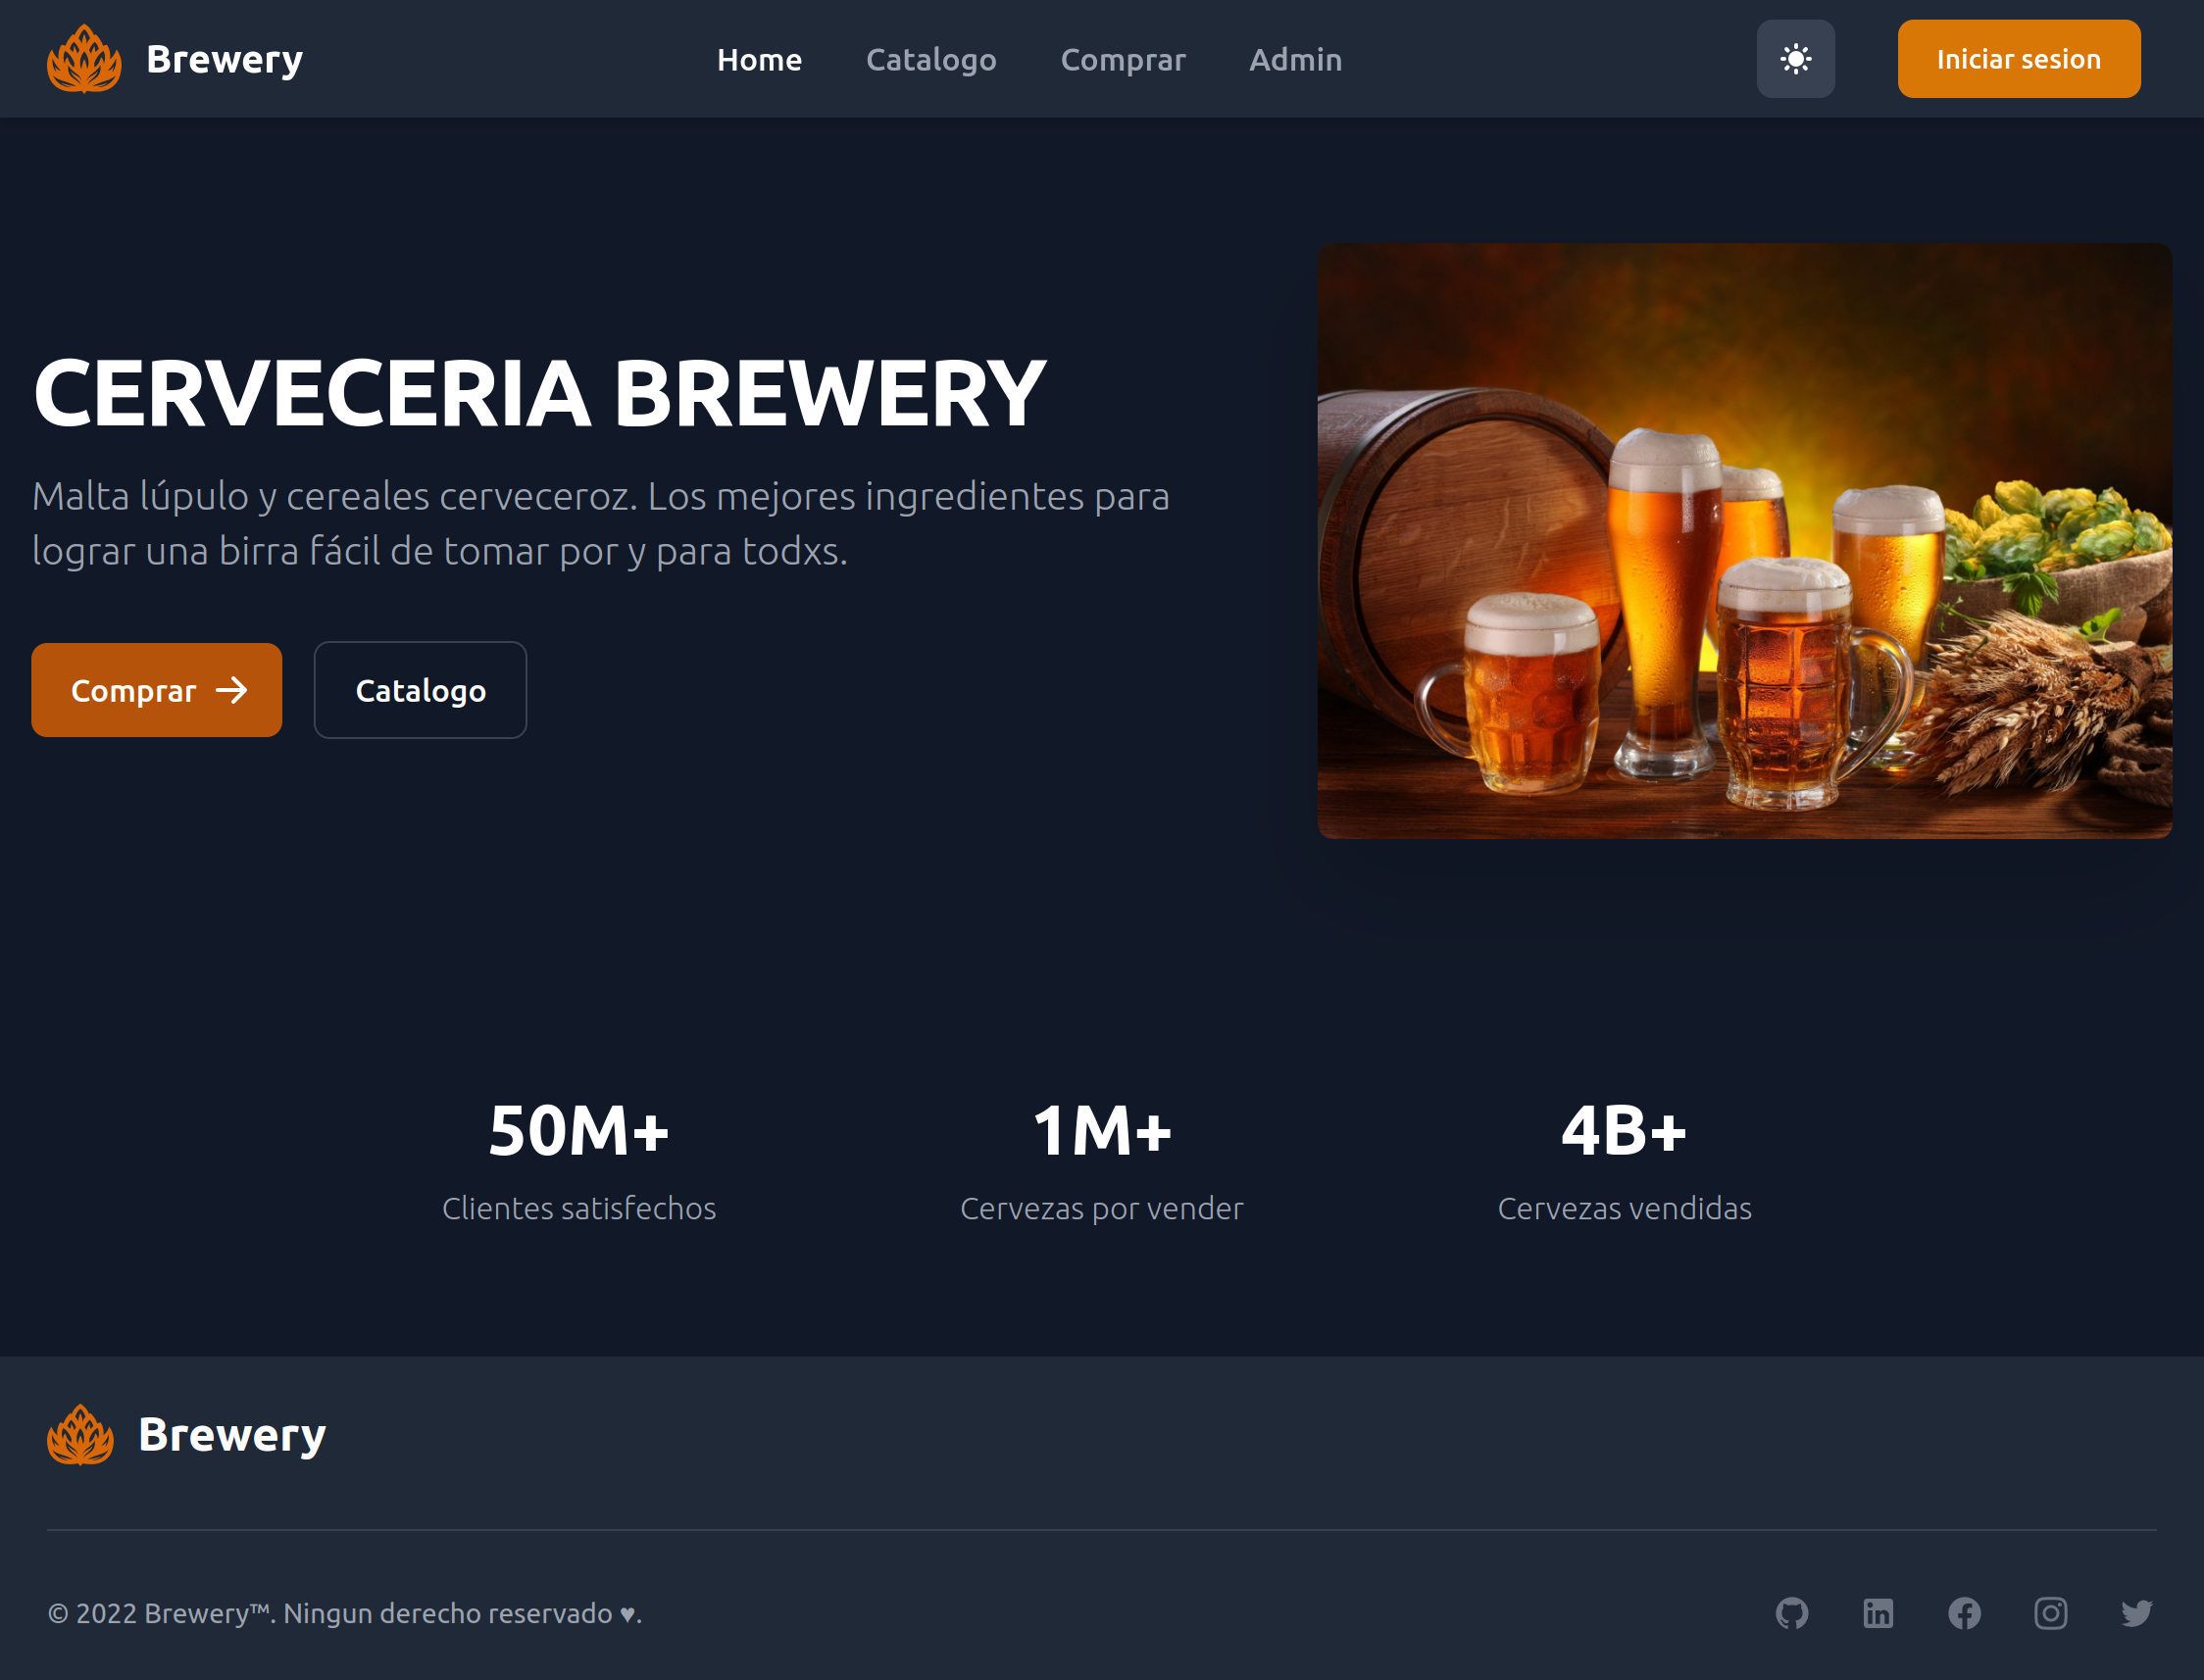 Brewery
Home
Catalogo
Comprar
Admin
Iniciar sesion
CERVECERIA BREWERY
Malta lúpulo y cereales cerveceroz. Los mejores ingredientes para
lograr una birra fácil de tomar por y para todxs.
Comprar
Catalogo
50M+
Clientes satisfechos
1M+
Cervezas por vender
4B+
Cervezas vendidas
Brewery
© 2022 Brewery™. Ningun derecho reservado ♥.